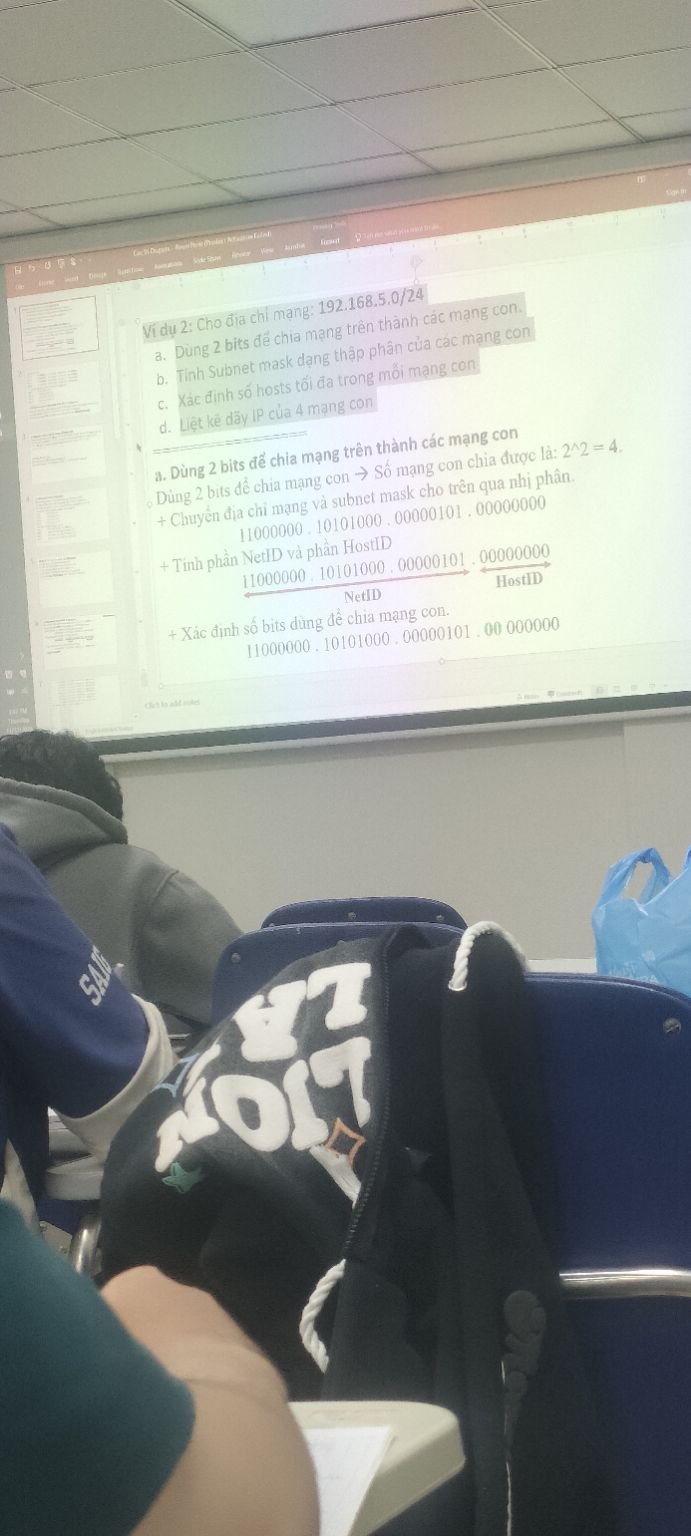 Format
Ví dụ 2: Cho địa chỉ mạng: 192.168.5.0/24
a. Dùng 2 bits để chia mạng trên thành các mạng con.
b. Tính Subnet mask dạng thập phân của các mạng con
c. Xác định số hosts tối đa trong mỗi mạng con
d. Liệt kê dãy IP của 4 mạng con
a. Dùng 2 bits để chia mạng trên thành các mạng con
Dùng 2 bits để chia mạng con → Số mạng con chia được là: 2^2 = 4.
+ Chuyển địa chỉ mạng và subnet mask cho trên qua nhị phân.
11000000 . 10101000 . 00000101 . 00000000
+ Tính phần NetID và phần HostID
11000000 . 10101000 . 00000101 . 00000000
NetID HostID
+ Xác định số bits dùng để chia mạng con.
11000000 . 10101000 . 00000101 . 00 000000
Click to add notes
LION